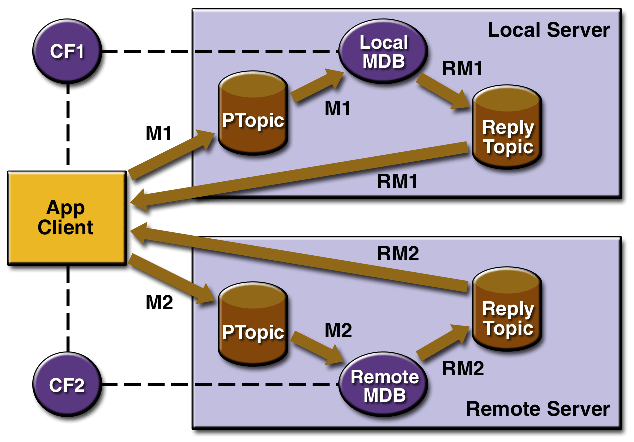 CF1
Local
MDB
Local Server
RM1
M1
PTopic
M1
Reply
Topic
RM1
App
Client
RM2
M2
PTopic
M2
Reply
Topic
RM2
CF2
Remote
MDB
Remote Server